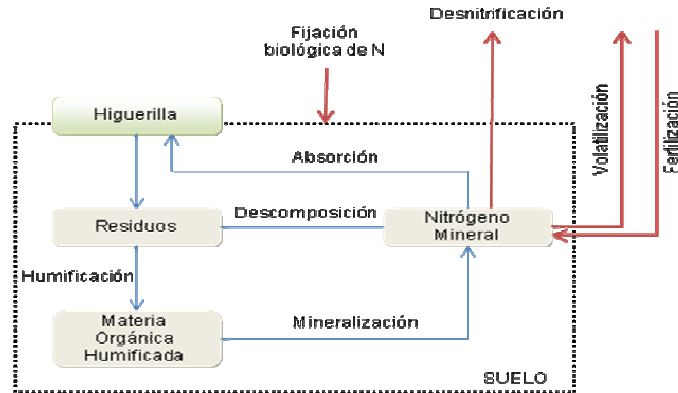 Desnitrificación
Fijación
biológica de N
Volatilización
Fertilización
Higuerilla
Absorción
Residuos
Descomposición
Nitrógeno
Mineral
Humificación
Materia
Orgánica
Humificada
Mineralización
SUELO